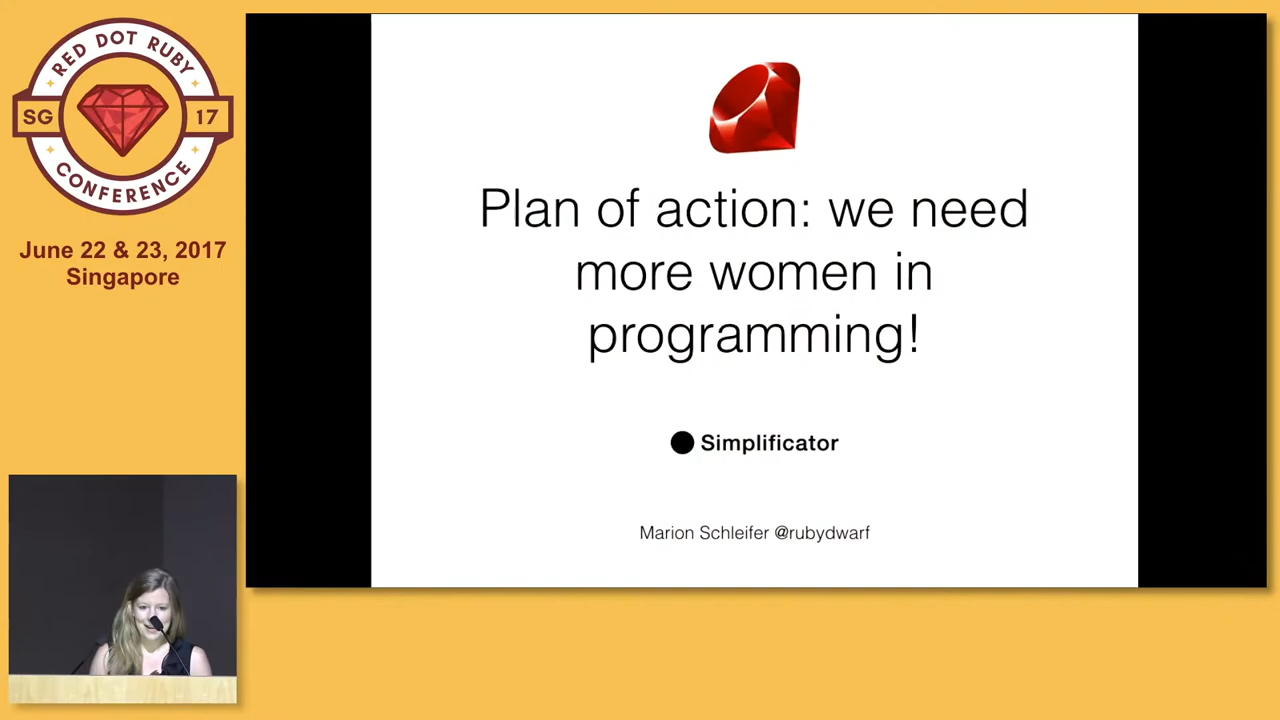 RED DOT RUBY
SG 17
CONFERENCE
June 22 & 23, 2017
Singapore
Plan of action: we need
more women in
programming!
Simplificator
Marion Schleifer @rubydwarf